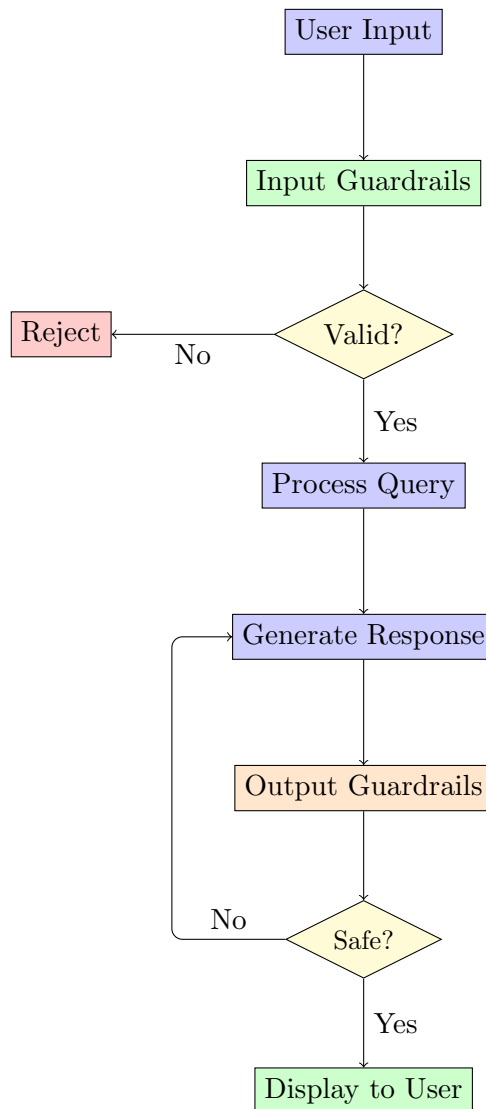 User Input
Input Guardrails
Valid?
Reject
No
Yes
Process Query
Generate Response
Output Guardrails
No
Safe?
Yes
Display to User